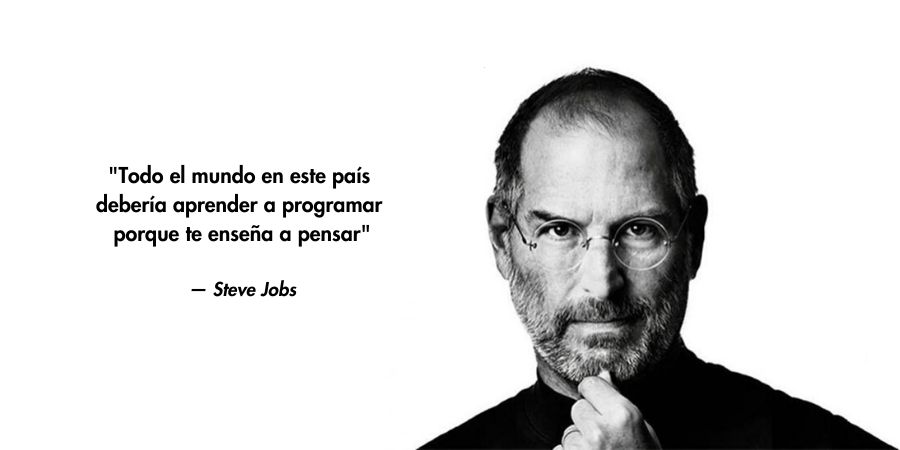 "Todo el mundo en este país
debería aprender a programar
porque te enseña a pensar"
— Steve Jobs